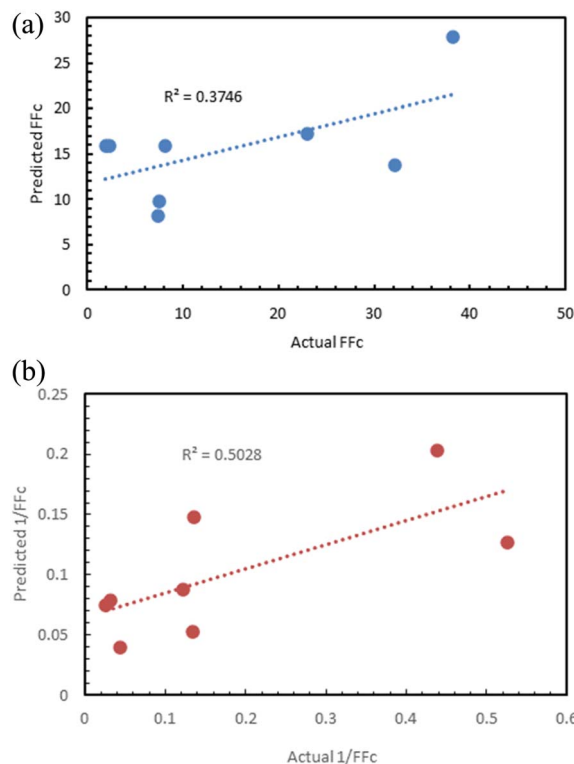 (a)
30
25
20
15
10
5
0
R² = 0.3746
Predicted FFc
0 10 20 30 40 50
Actual FFc
(b)
0.25
0.2
0.15
0.1
0.05
0
R² = 0.5028
Predicted 1/FFc
0 0.1 0.2 0.3 0.4 0.5 0.6
Actual 1/FFc